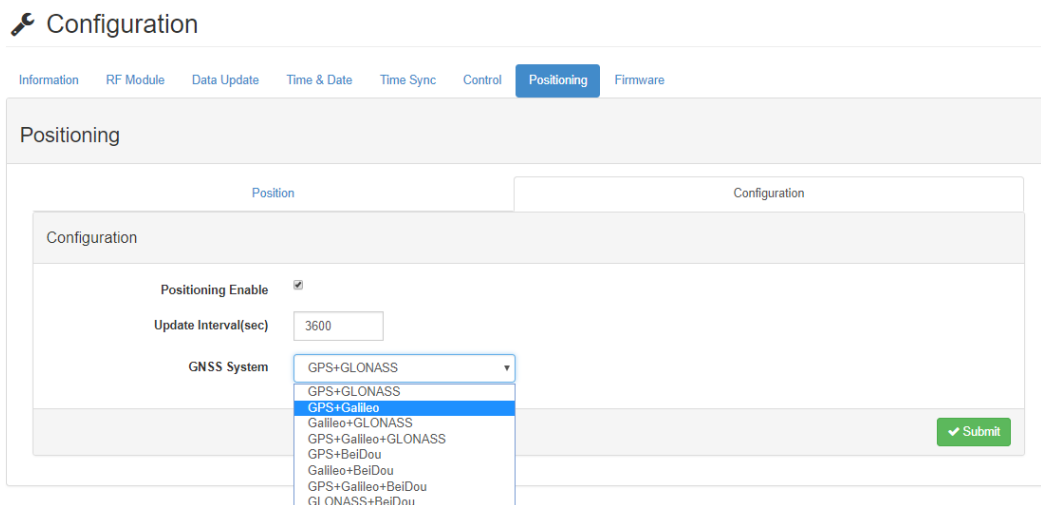 Configuration
Information RF Module Data Update Time & Date Time Sync Control Positioning Firmware
Positioning
Position Configuration
Configuration
Positioning Enable
Update Interval(sec) 3600
GNSS System GPS+GLONASS
GPS+GLONASS
GPS+Galileo
Galileo+GLONASS
GPS+Galileo+GLONASS
GPS+BeiDou
Galileo+BeiDou
GPS+Galileo+BeiDou
GLONASS+BeiDou
Submit